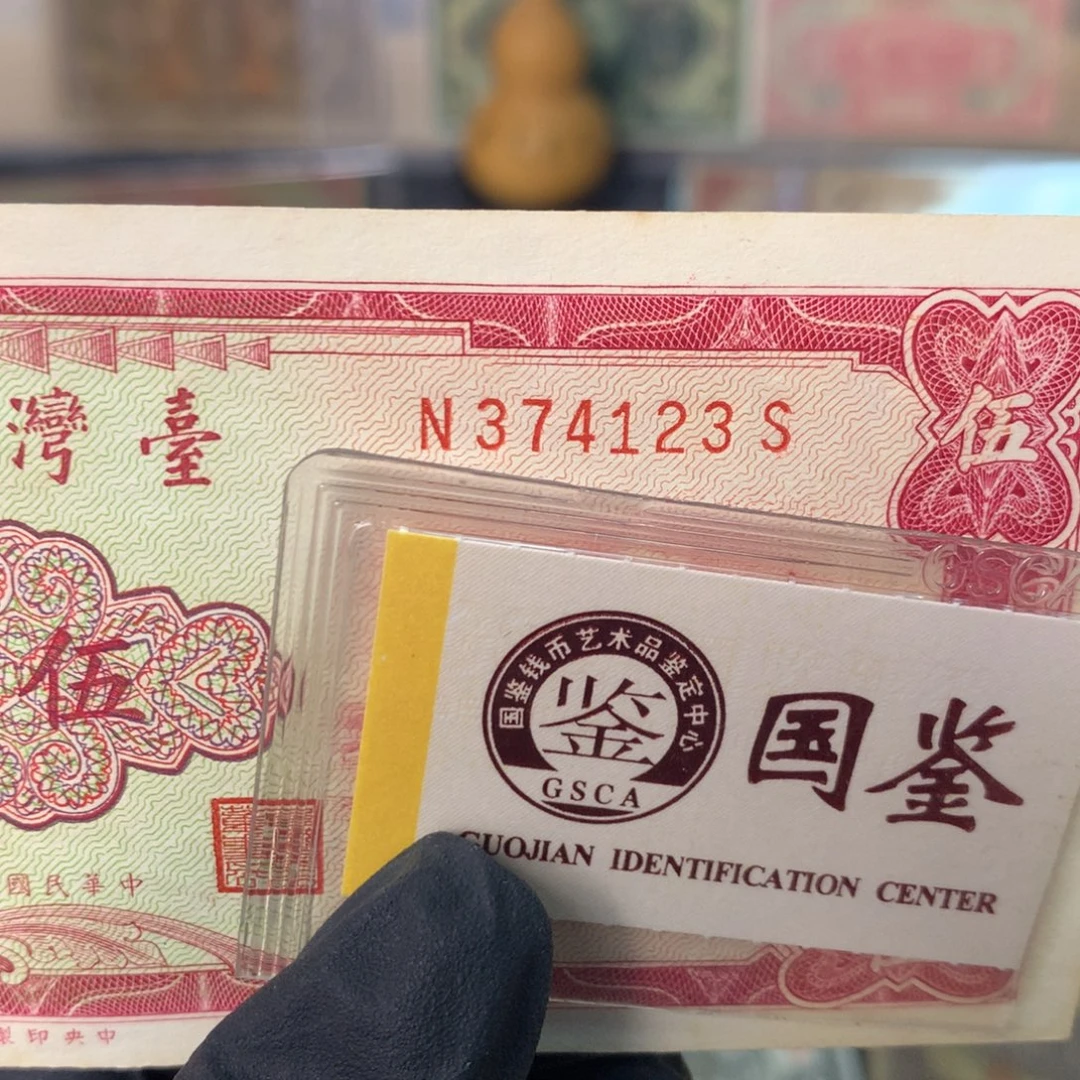 灣 臺
N374123S
伍
伍
國民華中
製印央中
国鉴钱币艺术品鉴定中心
鉴
GSCA
国鉴
GUOJIAN IDENTIFICATION CENTER